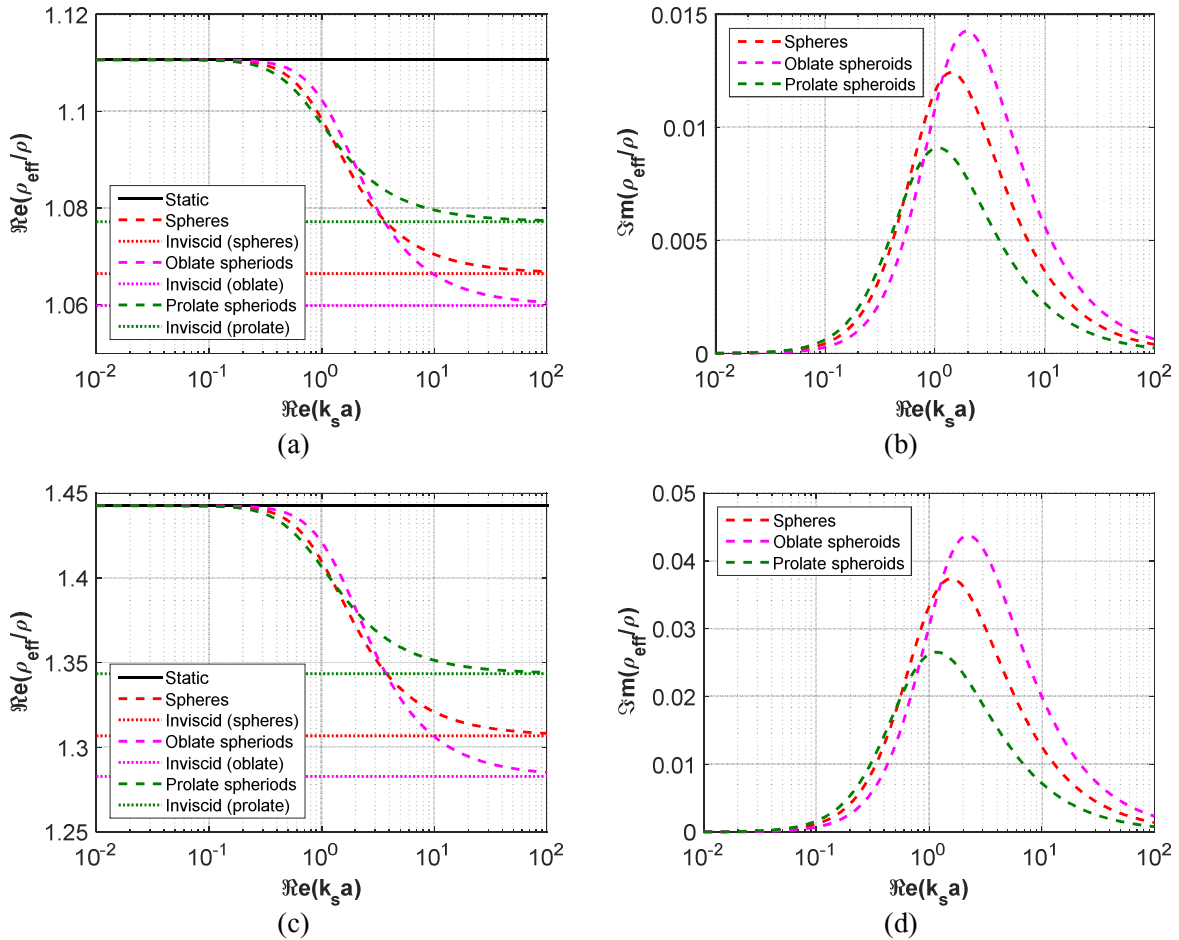 1.12
1.10
1.08
1.06
ℜe(ρeff/ρ)
Static
Spheres
Inviscid (spheres)
Oblate spheriods
Inviscid (oblate)
Prolate spheriods
Inviscid (prolate)
10-2 10-1 100 101 102
ℜe(ksa)
(a)
0.015
0.01
0.005
0
ℑm(ρeff/ρ)
Spheres
Oblate spheroids
Prolate spheroids
10-2 10-1 100 101 102
ℜe(ksa)
(b)
1.45
1.4
1.35
1.3
1.25
ℜe(ρeff/ρ)
Static
Spheres
Inviscid (spheres)
Oblate spheriods
Inviscid (oblate)
Prolate spheriods
Inviscid (prolate)
10-2 10-1 100 101 102
ℜe(ksa)
(c)
0.05
0.04
0.03
0.02
0.01
0
ℑm(ρeff/ρ)
Spheres
Oblate spheroids
Prolate spheroids
10-2 10-1 100 101 102
ℜe(ksa)
(d)